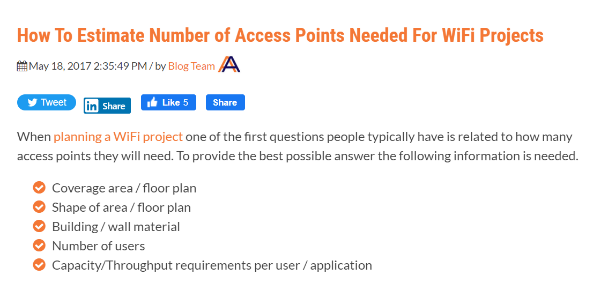 How To Estimate Number of Access Points Needed For WiFi Projects
May 18, 2017 2:35:49 PM / by Blog Team
Tweet Share Like 5 Share
When planning a WiFi project one of the first questions people typically have is related to how many
access points they will need. To provide the best possible answer the following information is needed.
Coverage area / floor plan
Shape of area / floor plan
Building / wall material
Number of users
Capacity/Throughput requirements per user / application